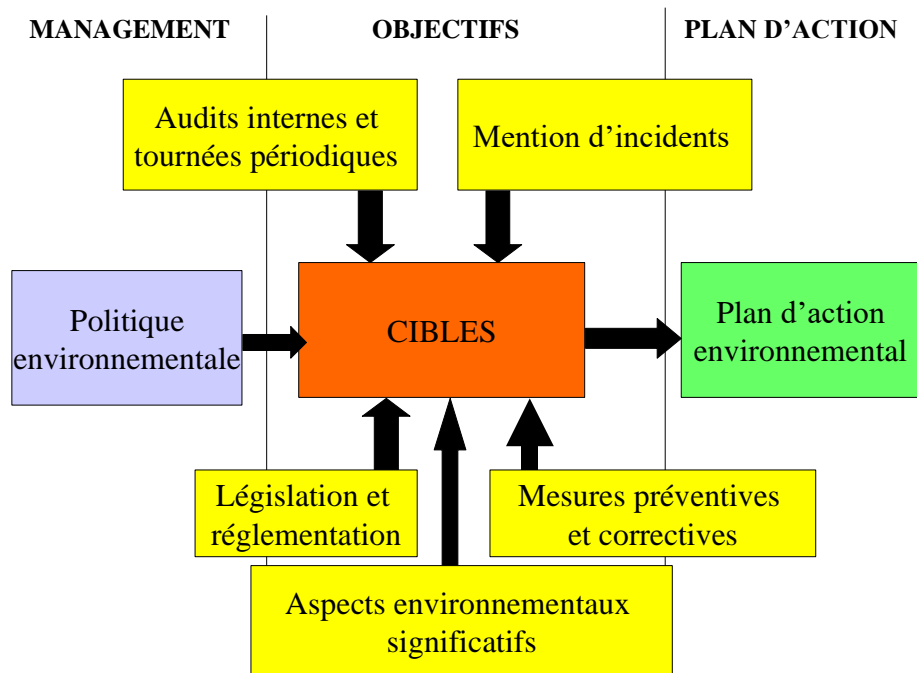 MANAGEMENT
OBJECTIFS
PLAN D’ACTION
Audits internes et
tournées périodiques
Mention d’incidents
Politique
environnementale
CIBLES
Plan d’action
environnemental
Législation et
réglementation
Mesures préventives
et correctives
Aspects environnementaux
significatifs